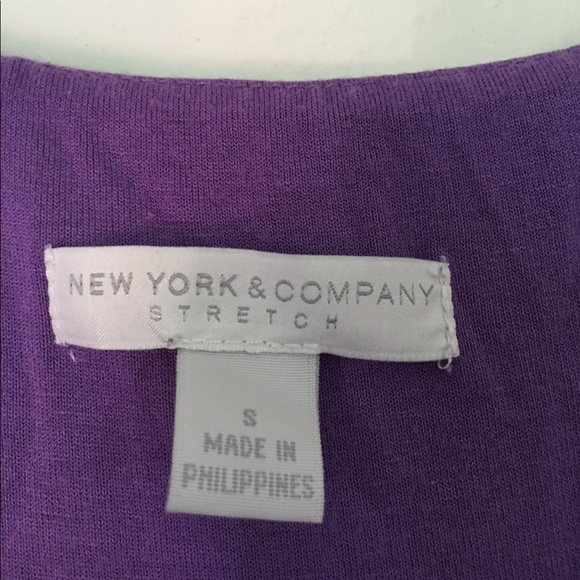 NEW YORK & COMPANY
STRETCH
S
MADE IN
PHILIPPINES